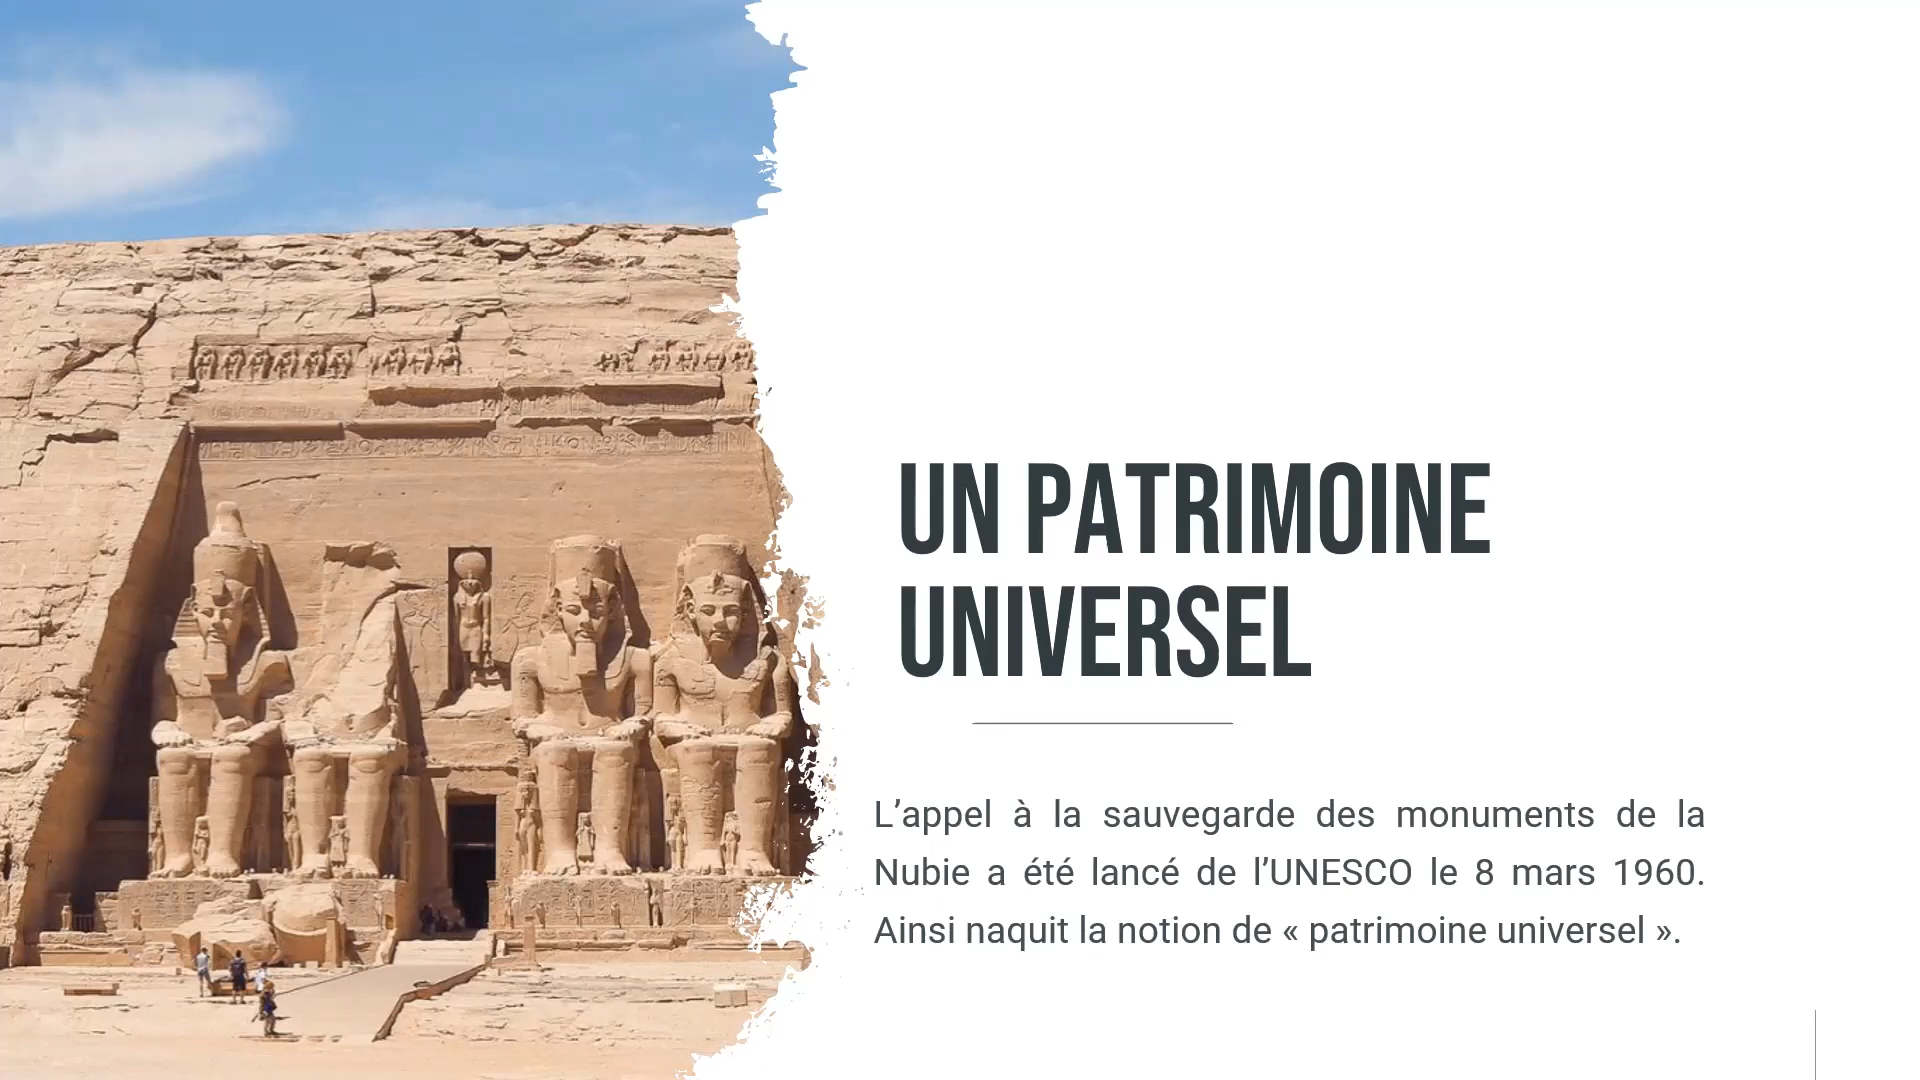 UN PATRIMOINE
UNIVERSEL
L’appel à la sauvegarde des monuments de la
Nubie a été lancé de l’UNESCO le 8 mars 1960.
Ainsi naquit la notion de « patrimoine universel ».